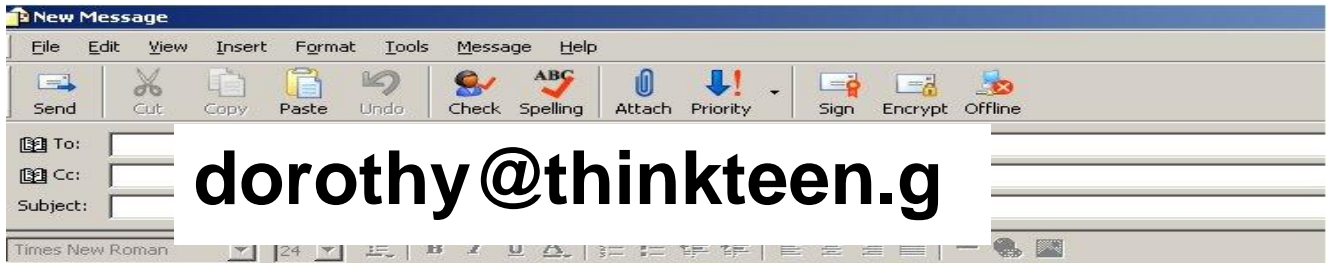 New Message
File Edit View Insert Format Tools Message Help
Send Cut Copy Paste Undo Check Spelling Attach Priority Sign Encrypt Offline
To:
Cc:
Subject:
dorothy@thinkteen.g
Times New Roman 24 B I U A